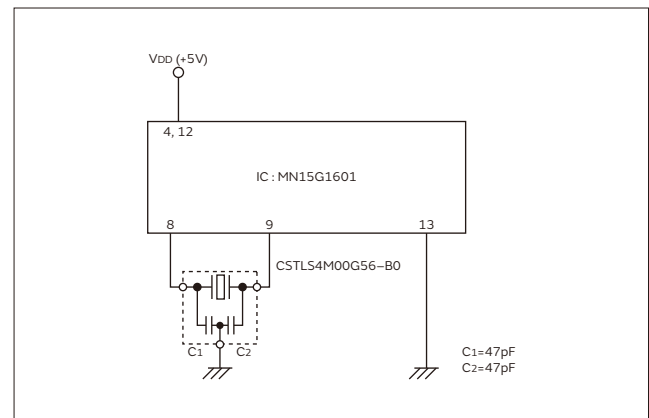 VDD (+5V)
4, 12
IC : MN15G1601
8 9 13
CSTLS4M00G56–B0
C1 C2
C1=47pF
C2=47pF